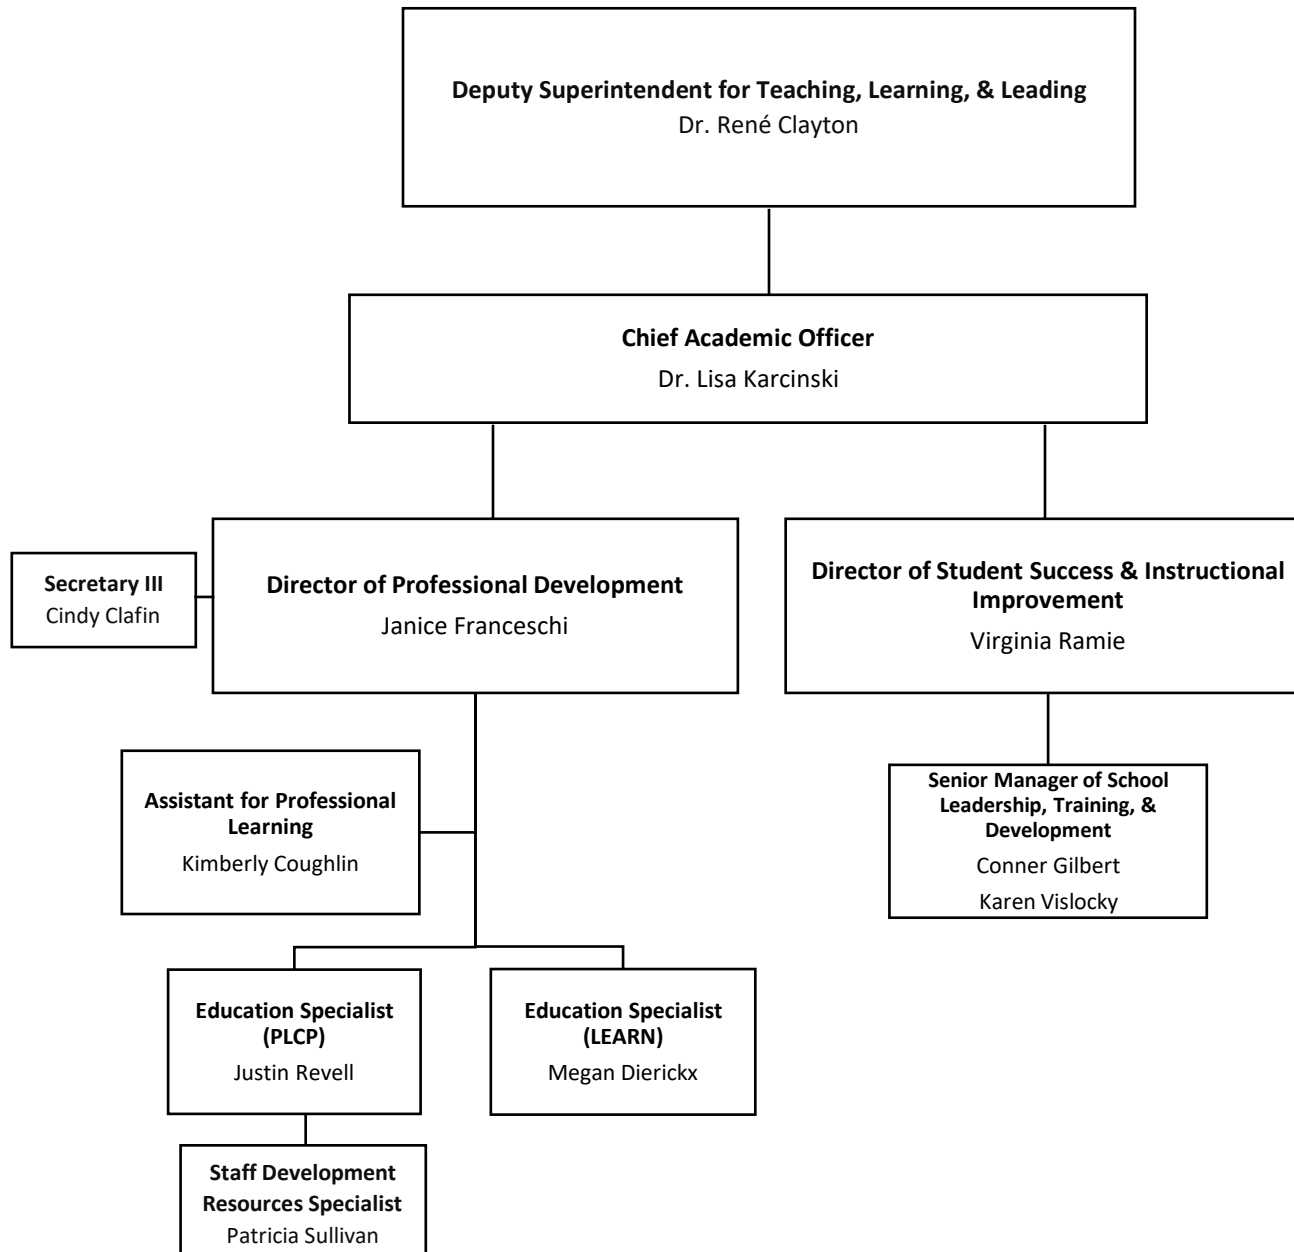 Deputy Superintendent for Teaching, Learning, & Leading
Dr. René Clayton
Chief Academic Officer
Dr. Lisa Karcinski
Secretary III
Cindy Clafin
Director of Professional Development
Janice Franceschi
Director of Student Success & Instructional
Improvement
Virginia Ramie
Assistant for Professional
Learning
Kimberly Coughlin
Senior Manager of School
Leadership, Training, &
Development
Conner Gilbert
Karen Vislocky
Education Specialist
(PLCP)
Justin Revell
Education Specialist
(LEARN)
Megan Dierickx
Staff Development
Resources Specialist
Patricia Sullivan